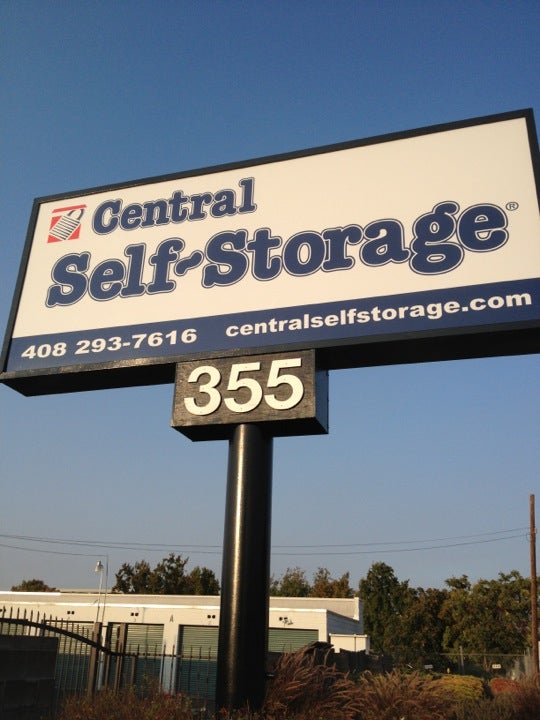 Central
Self-Storage®
408 293-7616 centralselfstorage.com
355